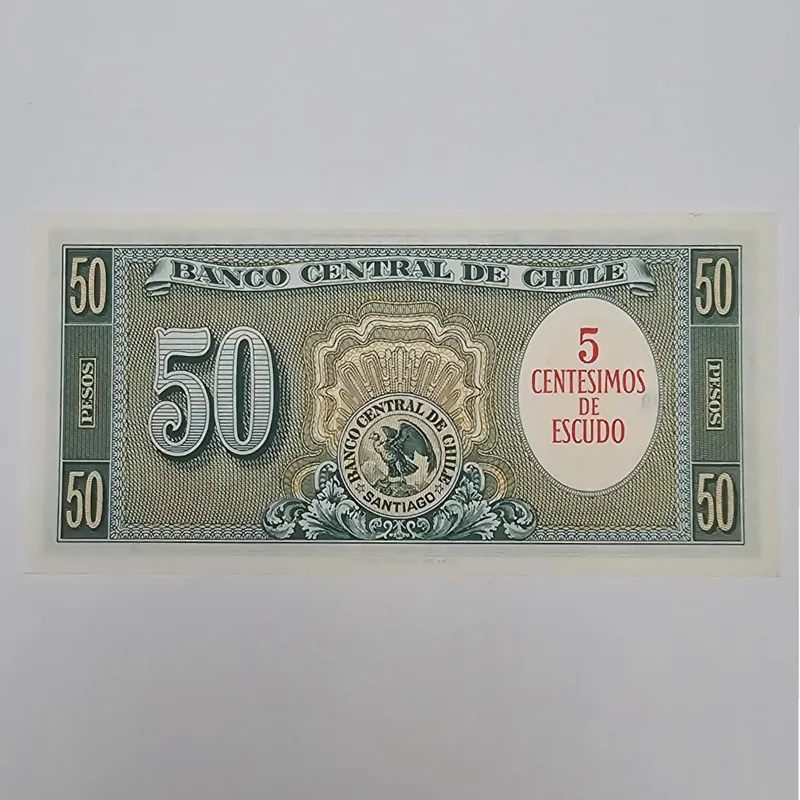 BANCO CENTRAL DE CHILE
50
50
PESOS
PESOS
50
5
CENTESIMOS
DE
ESCUDO
BANCO CENTRAL DE CHILE
SANTIAGO
50
50